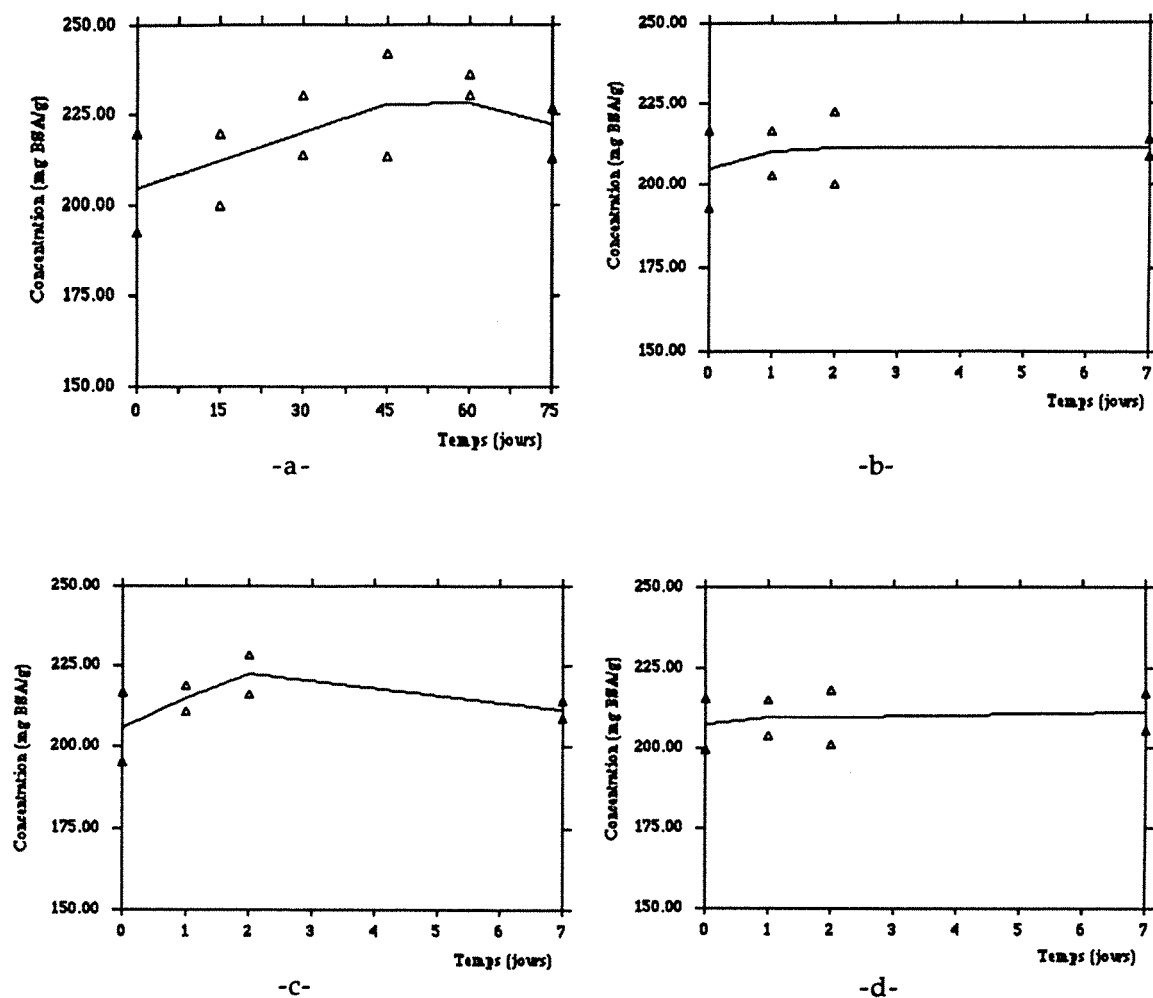 Concentration (mg BSA/g)
250.00
225.00
200.00
175.00
150.00
0 15 30 45 60 75
Temps (jours)
-a-
Concentration (mg BSA/g)
250.00
225.00
200.00
175.00
150.00
0 1 2 3 4 5 6 7
Temps (jours)
-b-
Concentration (mg BSA/g)
250.00
225.00
200.00
175.00
150.00
0 1 2 3 4 5 6 7
Temps (jours)
-c-
Concentration (mg BSA/g)
250.00
225.00
200.00
175.00
150.00
0 1 2 3 4 5 6 7
Temps (jours)
-d-